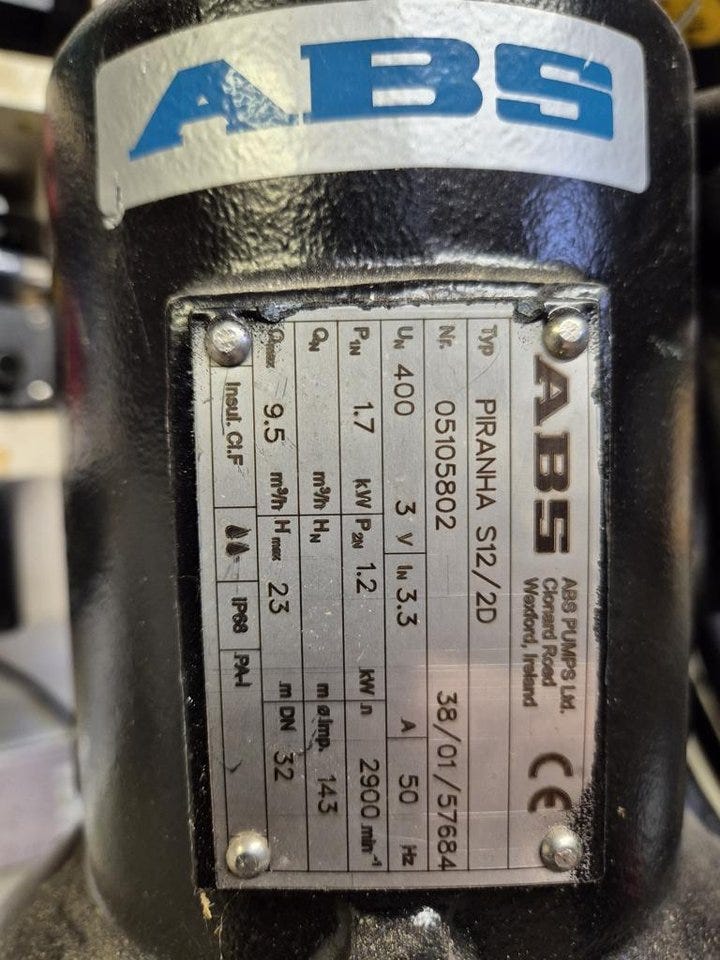 ABS
ABS
ABS PUMPS Ltd.
Clonard Road
Wexford, Ireland
CE
Typ PIRANHA S12/2D
Nr. 05105802 38/01/57684
UN 400 3 V IN 3.3 A 50 Hz
P1N 1.7 kW P2N 1.2 kW n 2900 min-1
QN m³/h HN m ø Imp. 143
Qmax 9.5 m³/h Hmax 23 m DN 32
Insul. Cl.F IP68 PA-I